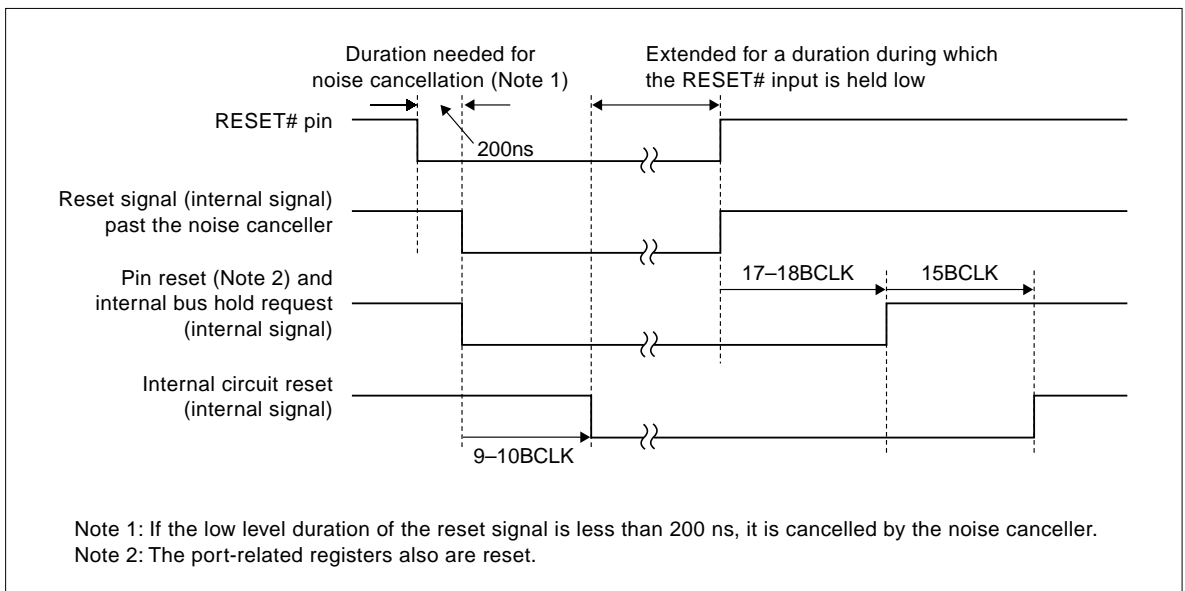 Duration needed for
noise cancellation (Note 1)
Extended for a duration during which
the RESET# input is held low
RESET# pin
200ns
Reset signal (internal signal)
past the noise canceller
Pin reset (Note 2) and
internal bus hold request
(internal signal)
17–18BCLK
15BCLK
Internal circuit reset
(internal signal)
9–10BCLK
Note 1: If the low level duration of the reset signal is less than 200 ns, it is cancelled by the noise canceller.
Note 2: The port-related registers also are reset.